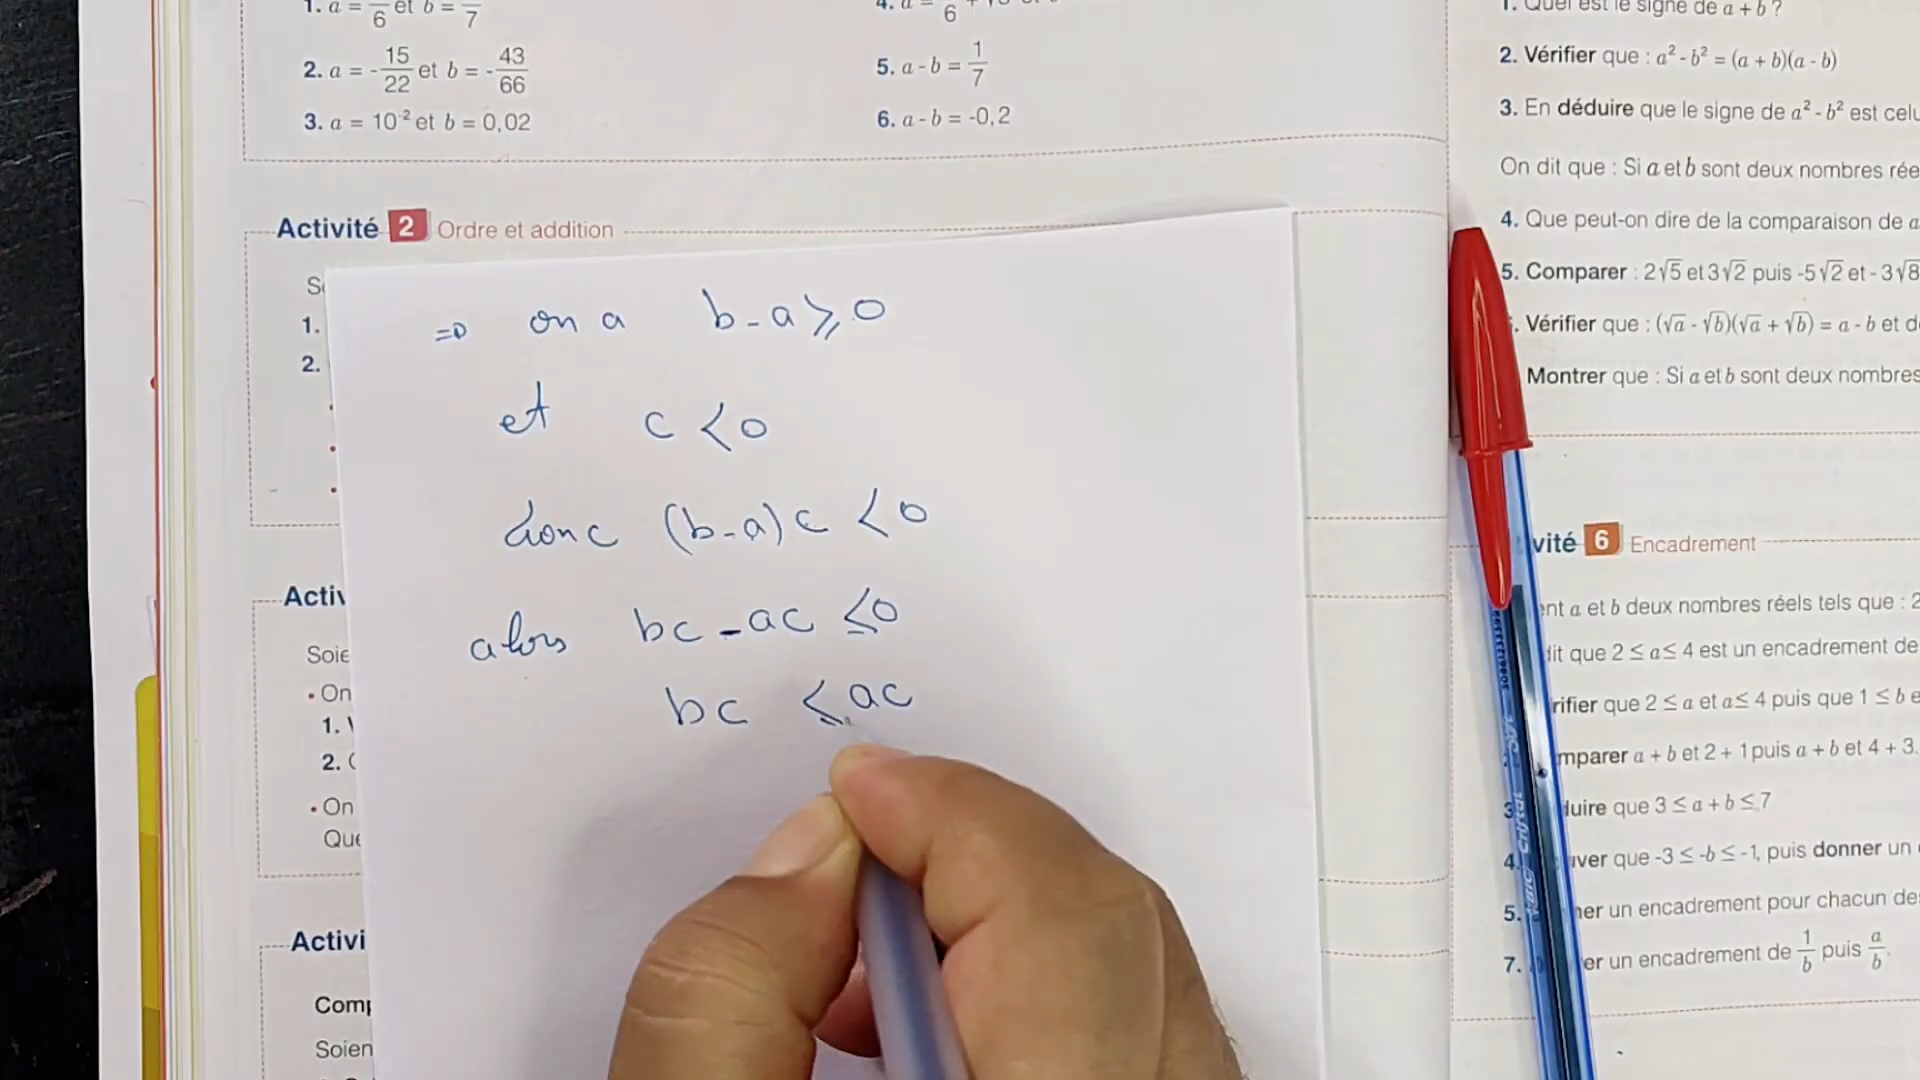 1. a = /6 et b = /7
2. a = -15/22 et b = -43/66
3. a = 10⁻² et b = 0,02
5. a - b = 1/7
6. a - b = -0,2
Activité 2 Ordre et addition
1.
2.
⇒ on a b - a ⩾ 0
et c < 0
donc (b - a) c < 0
alors bc - ac ≤ 0
bc ≤ ac
Activ
Soie
• On
1.
2.
• On
Que
Activi
Comp
Soien
1. Quel est le signe de a + b ?
2. Vérifier que : a² - b² = (a + b)(a - b)
3. En déduire que le signe de a² - b² est celu
On dit que : Si a et b sont deux nombres rée
4. Que peut-on dire de la comparaison de a
5. Comparer : 2√5 et 3√2 puis -5√2 et - 3√8
. Vérifier que : (√a - √b)(√a + √b) = a - b et d
Montrer que : Si a et b sont deux nombres
vité 6 Encadrement
ent a et b deux nombres réels tels que : 2
dit que 2 ≤ a ≤ 4 est un encadrement de
rifier que 2 ≤ a et a ≤ 4 puis que 1 ≤ b e
mparer a + b et 2 + 1 puis a + b et 4 + 3.
3. duire que 3 ≤ a + b ≤ 7
4. uver que -3 ≤ -b ≤ -1, puis donner un
5. ner un encadrement pour chacun de
7. er un encadrement de 1/b puis a/b.